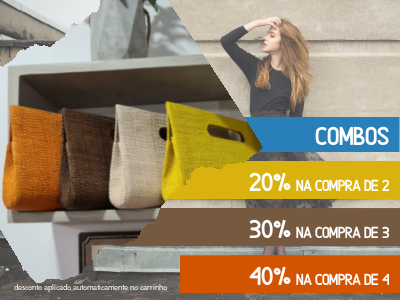 COMBOS
20% NA COMPRA DE 2
30% NA COMPRA DE 3
40% NA COMPRA DE 4
desconto aplicado automaticamente no carrinho